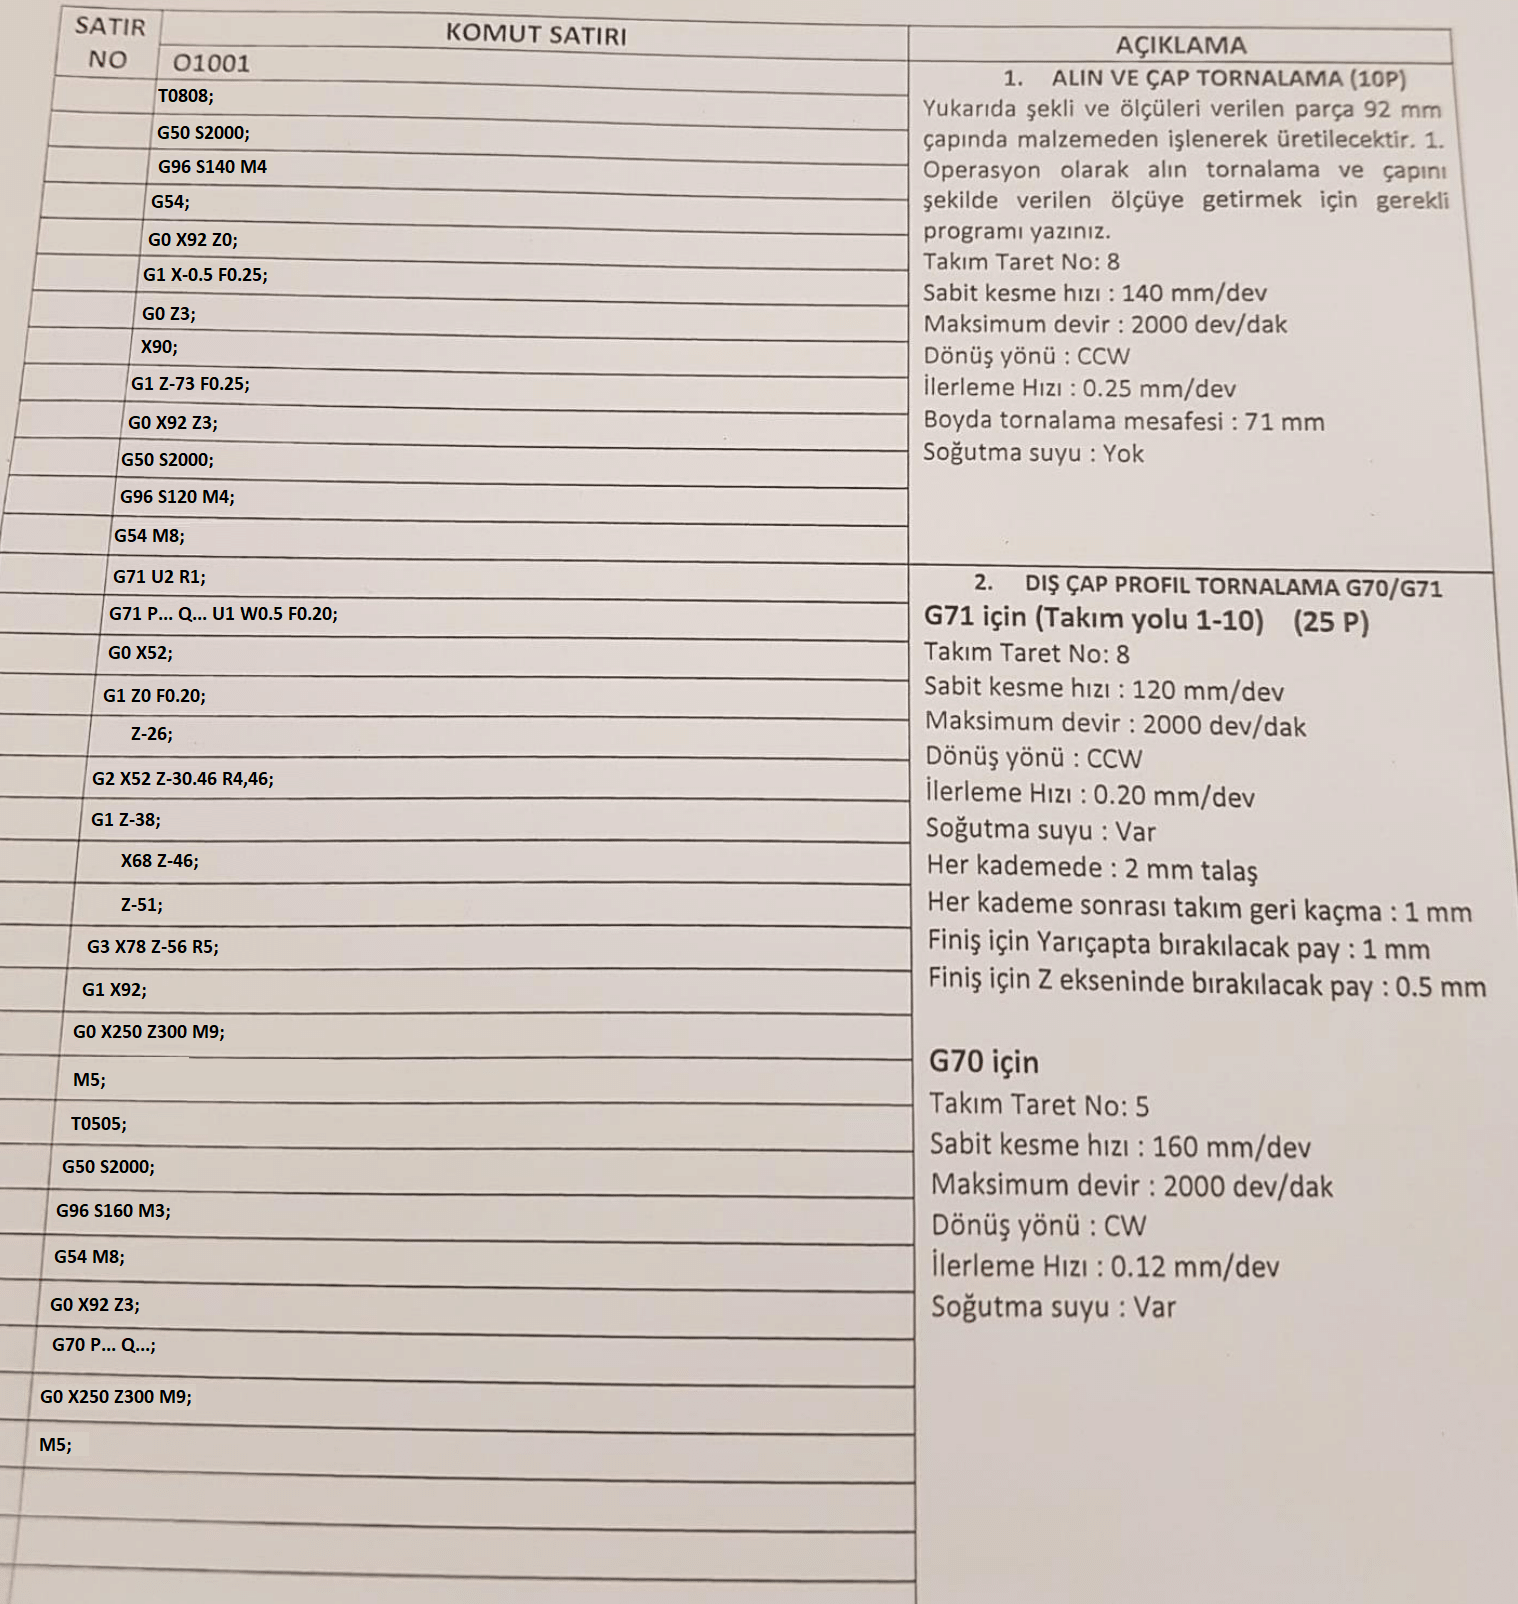 SATIR NO
KOMUT SATIRI
AÇIKLAMA
O1001
T0808;
G50 S2000;
G96 S140 M4
G54;
G0 X92 Z0;
G1 X-0.5 F0.25;
G0 Z3;
X90;
G1 Z-73 F0.25;
G0 X92 Z3;
G50 S2000;
G96 S120 M4;
G54 M8;
G71 U2 R1;
G71 P... Q... U1 W0.5 F0.20;
G0 X52;
G1 Z0 F0.20;
Z-26;
G2 X52 Z-30.46 R4,46;
G1 Z-38;
X68 Z-46;
Z-51;
G3 X78 Z-56 R5;
G1 X92;
G0 X250 Z300 M9;
M5;
T0505;
G50 S2000;
G96 S160 M3;
G54 M8;
G0 X92 Z3;
G70 P... Q...;
G0 X250 Z300 M9;
M5;
1. ALIN VE ÇAP TORNALAMA (10P)
Yukarıda şekli ve ölçüleri verilen parça 92 mm
çapında malzemeden işlenerek üretilecektir. 1.
Operasyon olarak alın tornalama ve çapını
şekilde verilen ölçüye getirmek için gerekli
programı yazınız.
Takım Taret No: 8
Sabit kesme hızı : 140 mm/dev
Maksimum devir : 2000 dev/dak
Dönüş yönü : CCW
İlerleme Hızı : 0.25 mm/dev
Boyda tornalama mesafesi : 71 mm
Soğutma suyu : Yok
2. DIŞ ÇAP PROFIL TORNALAMA G70/G71
G71 için (Takım yolu 1-10) (25 P)
Takım Taret No: 8
Sabit kesme hızı : 120 mm/dev
Maksimum devir : 2000 dev/dak
Dönüş yönü : CCW
İlerleme Hızı : 0.20 mm/dev
Soğutma suyu : Var
Her kademede : 2 mm talaş
Her kademe sonrası takım geri kaçma : 1 mm
Finiş için Yarıçapta bırakılacak pay : 1 mm
Finiş için Z ekseninde bırakılacak pay : 0.5 mm
G70 için
Takım Taret No: 5
Sabit kesme hızı : 160 mm/dev
Maksimum devir : 2000 dev/dak
Dönüş yönü : CW
İlerleme Hızı : 0.12 mm/dev
Soğutma suyu : Var